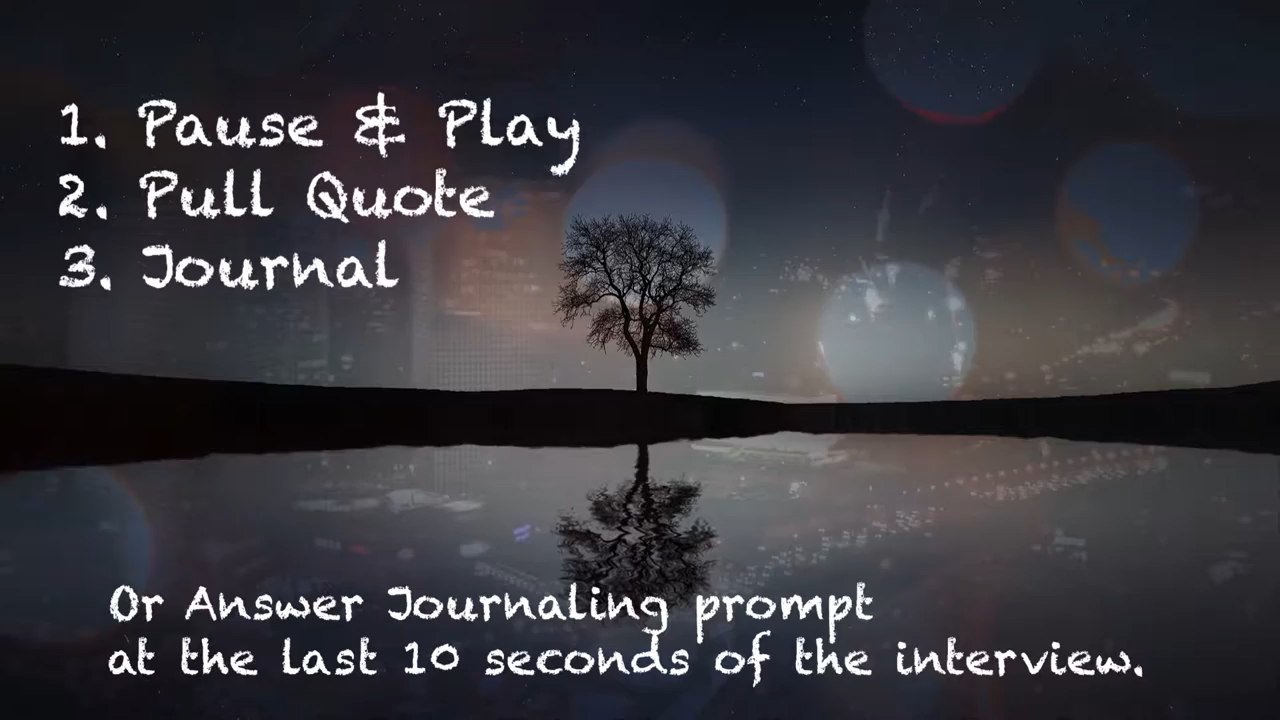 1. Pause & Play
2. Pull Quote
3. Journal
Or Answer Journaling prompt
at the last 10 seconds of the interview.